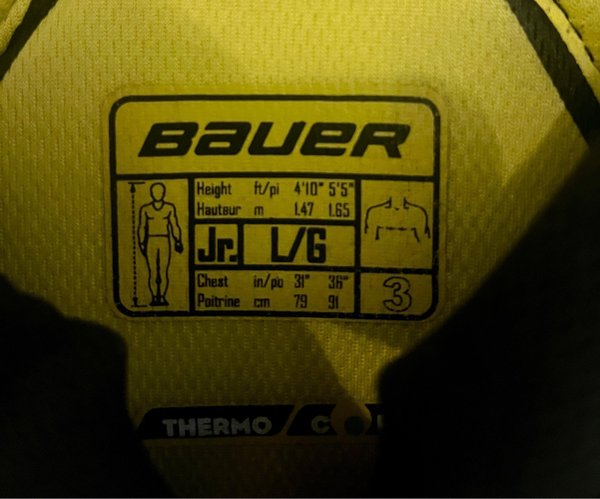 BAUER
Height ft/pi 4'10" 5'5"
Hauteur m 1.47 1.65
Jr. L/G
Chest in/po 31" 36"
Poitrine cm 79 91
3
THERMO